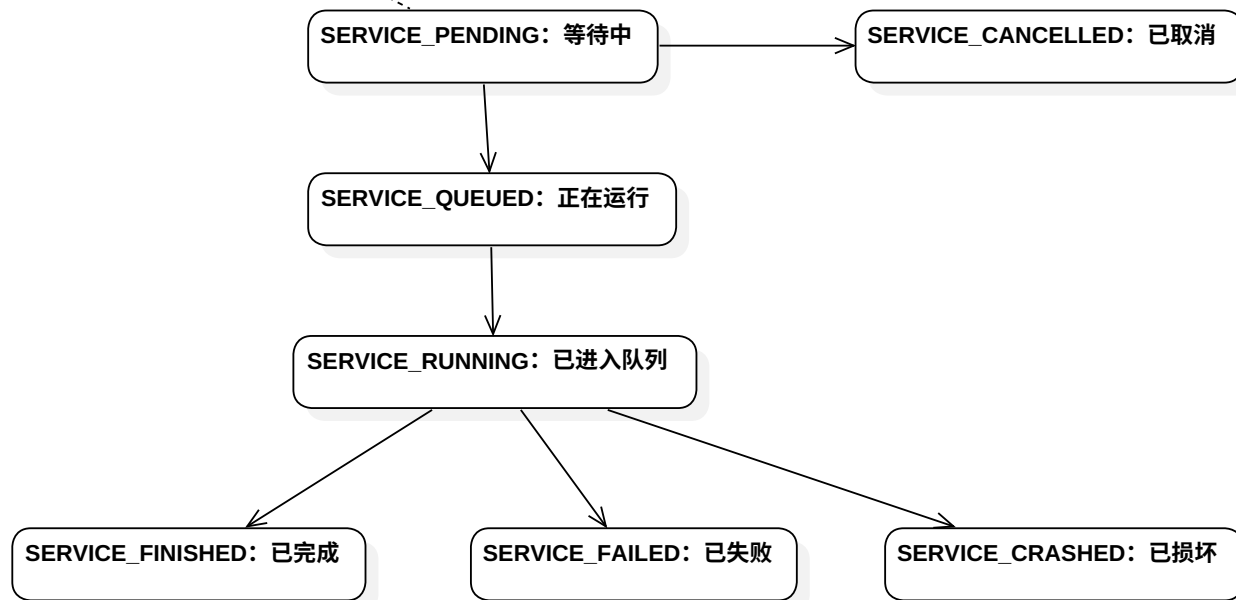 SERVICE_PENDING：等待中
SERVICE_CANCELLED：已取消
SERVICE_QUEUED：正在运行
SERVICE_RUNNING：已进入队列
SERVICE_FINISHED：已完成
SERVICE_FAILED：已失败
SERVICE_CRASHED：已损坏